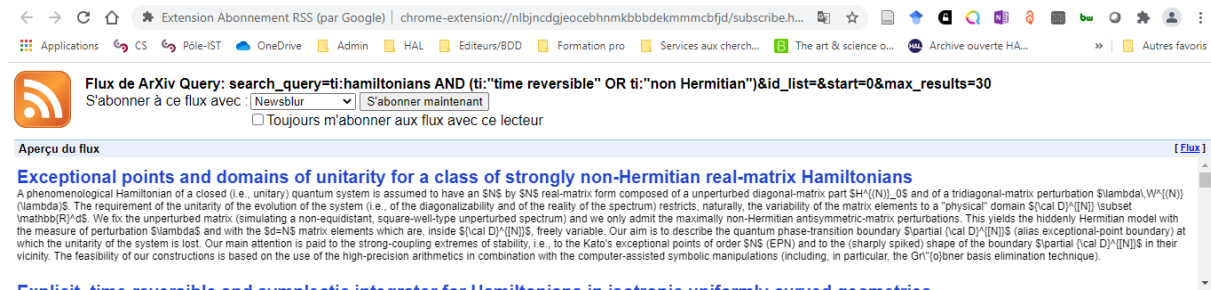 Extension Abonnement RSS (par Google) | chrome-extension://nlbjncdgjeocebhnmkbbbdekmmmcbfjd/subscribe.h...
Applications CS Pôle-IST OneDrive Admin HAL Editeurs/BDD Formation pro Services aux cherch... The art & science o... Archive ouverte HA... » Autres favoris
Flux de ArXiv Query: search_query=ti:hamiltonians AND (ti:"time reversible" OR ti:"non Hermitian")&id_list=&start=0&max_results=30
S'abonner à ce flux avec : Newsblur S'abonner maintenant
Toujours m'abonner aux flux avec ce lecteur
Aperçu du flux [ Flux ]
Exceptional points and domains of unitarity for a class of strongly non-Hermitian real-matrix Hamiltonians
A phenomenological Hamiltonian of a closed (i.e., unitary) quantum system is assumed to have an $N$ by $N$ real-matrix form composed of a unperturbed diagonal-matrix part $H^{(N)}_0$ and of a tridiagonal-matrix perturbation $\lambda\,W^{(N)}
(\lambda)$. The requirement of the unitarity of the evolution of the system (i.e., of the diagonalizability and of the reality of the spectrum) restricts, naturally, the variability of the matrix elements to a "physical" domain ${\cal D}^{[N]} \subset
\mathbb{R}^d$. We fix the unperturbed matrix (simulating a non-equidistant, square-well-type unperturbed spectrum) and we only admit the maximally non-Hermitian antisymmetric-matrix perturbations. This yields the hiddenly Hermitian model with
the measure of perturbation $\lambda$ and with the $d=N$ matrix elements which are, inside ${\cal D}^{[N]}$, freely variable. Our aim is to describe the quantum phase-transition boundary $\partial {\cal D}^{[N]}$ (alias exceptional-point boundary) at
which the unitarity of the system is lost. Our main attention is paid to the strong-coupling extremes of stability, i.e., to the Kato's exceptional points of order $N$ (EPN) and to the (sharply spiked) shape of the boundary $\partial {\cal D}^{[N]}$ in their
vicinity. The feasibility of our constructions is based on the use of the high-precision arithmetics in combination with the computer-assisted symbolic manipulations (including, in particular, the Gr\"{o}bner basis elimination technique).
Explicit, time-reversible and symplectic integrator for Hamiltonians in isotropic uniformly curved geometries